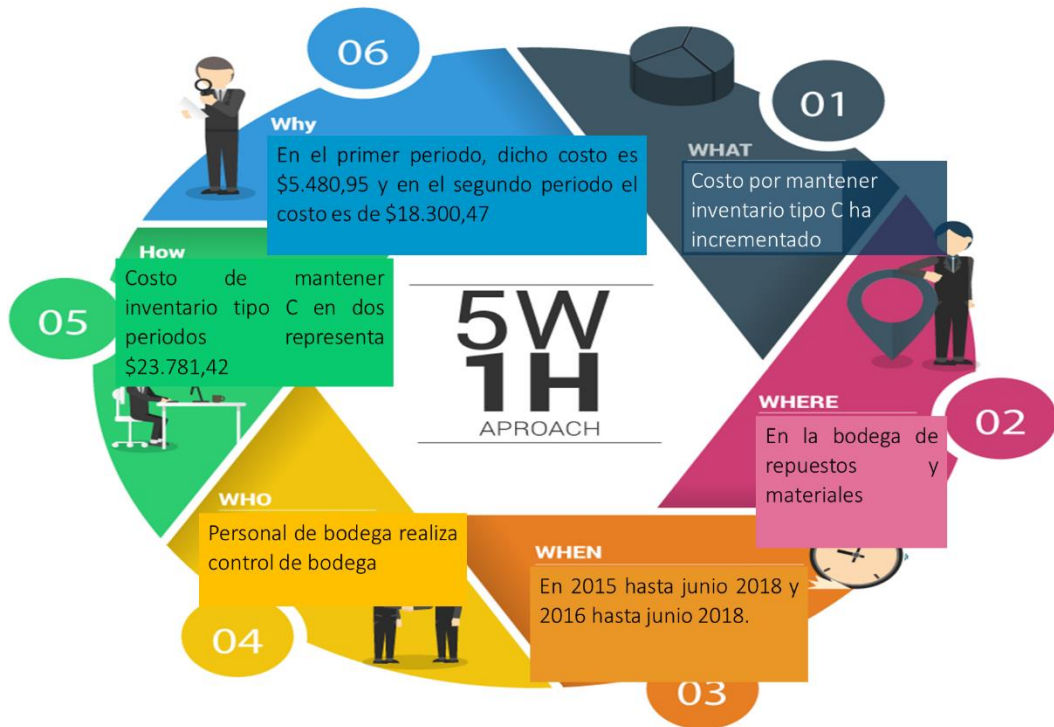 01
WHAT
Costo por mantener
inventario tipo C ha
incrementado
02
WHERE
En la bodega de
repuestos y
materiales
03
WHEN
En 2015 hasta junio 2018 y
2016 hasta junio 2018.
04
WHO
Personal de bodega realiza
control de bodega
05
How
Costo de mantener
inventario tipo C en dos
periodos representa
$23.781,42
06
Why
En el primer periodo, dicho costo es
$5.480,95 y en el segundo periodo el
costo es de $18.300,47
5W
1H
APROACH